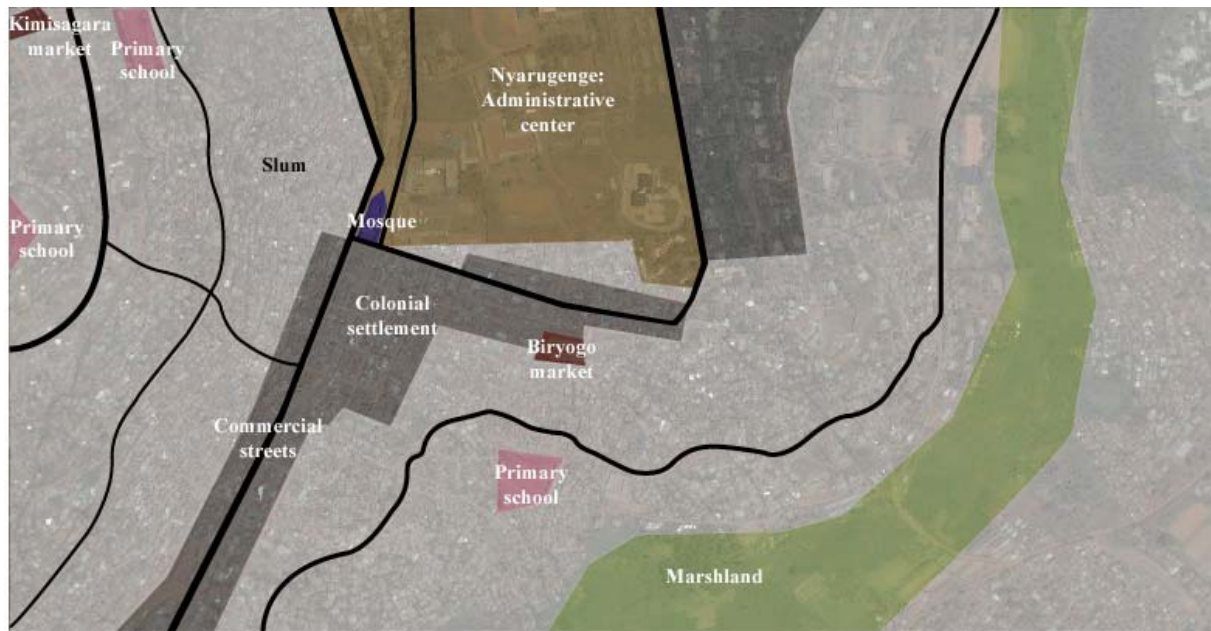 Kimisagara
market
Primary
school
Nyarugenge:
Administrative
center
Slum
Mosque
Primary
school
Colonial
settlement
Biryogo
market
Commercial
streets
Primary
school
Marshland